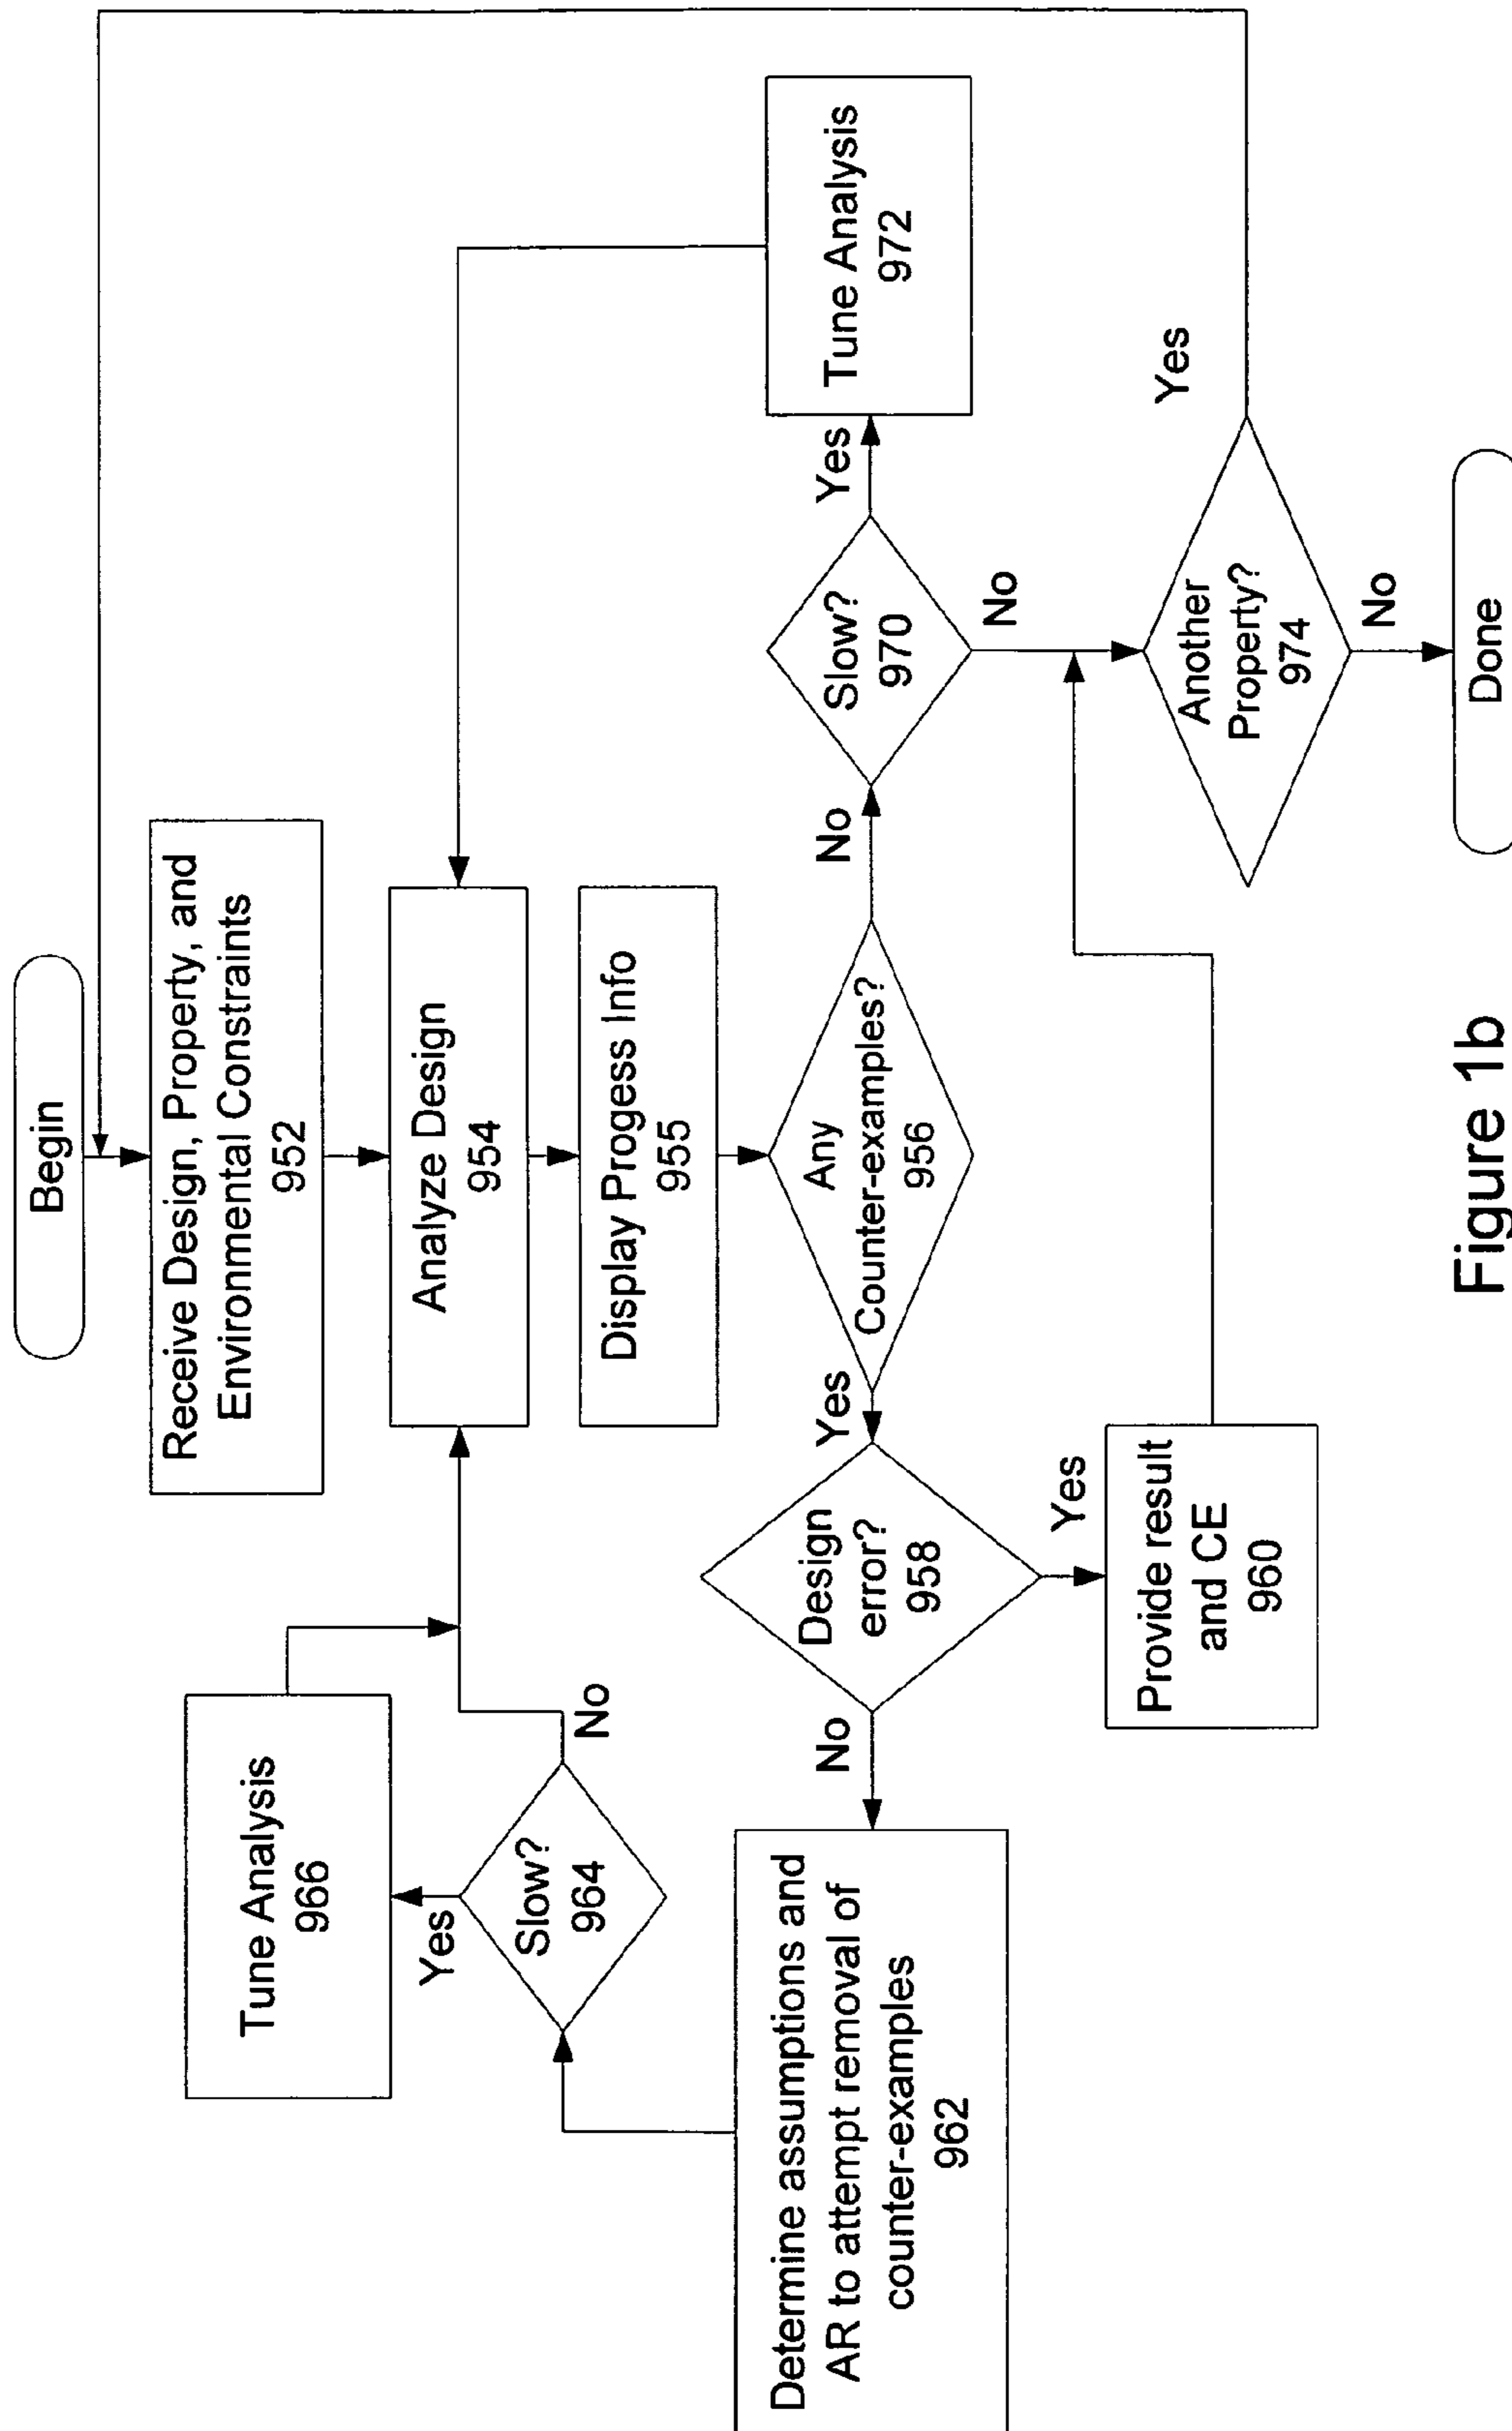 Begin
Receive Design, Property, and
Environmental Constraints
952
Tune Analysis
966
Analyze Design
954
Slow?
964
Yes
No
Display Progess Info
955
Determine assumptions and
AR to attempt removal of
counter-examples
962
No
Design
error?
958
Yes
Any
Counter-examples?
956
No
Slow?
970
Yes
Tune Analysis
972
Yes
No
Provide result
and CE
960
Another
Property?
974
Yes
No
Done
Figure 1b